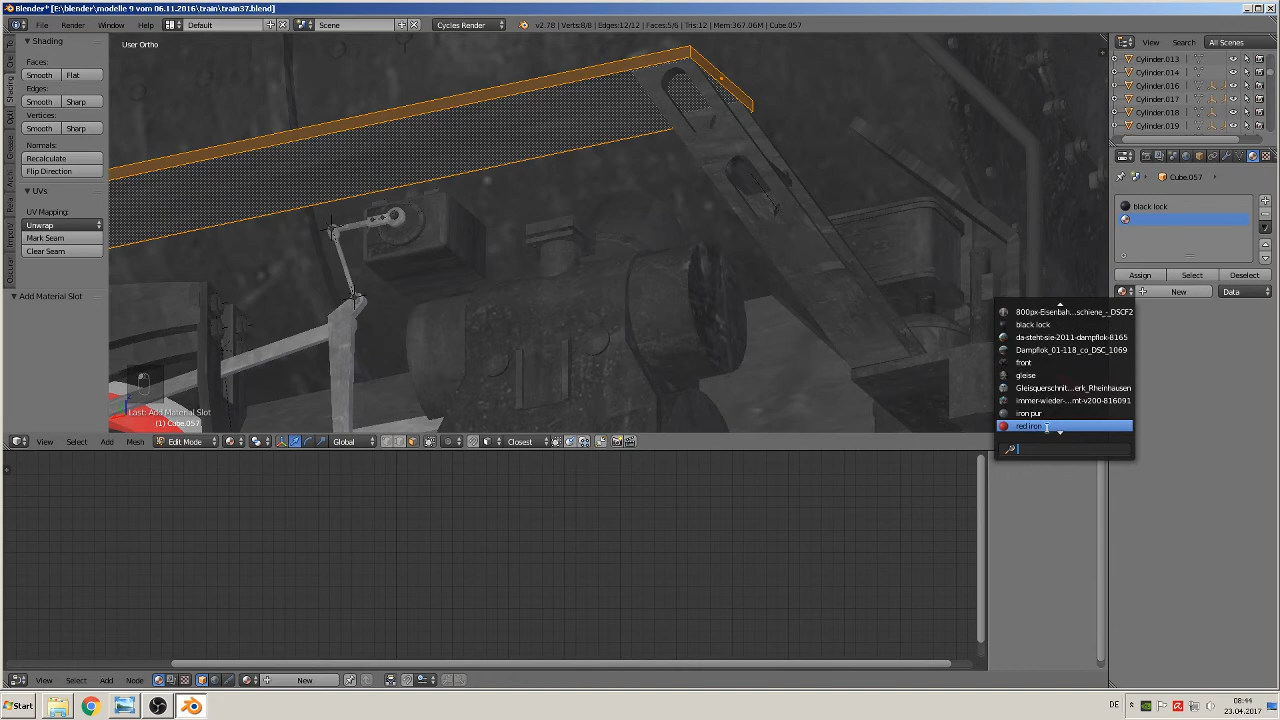 Blender* [E:\blender\modelle 9 vom 06.11.2016\train\train37.blend]
File Render Window Help Default Scene Cycles Render v2.78 | Verts:8/8 | Edges:12/12 | Faces:5/6 | Tris:12 | Mem:367.06M | Cube.057
Shading
Faces:
Smooth Flat
Edges:
Smooth Sharp
Vertices:
Smooth Sharp
Normals:
Recalculate
Flip Direction
UVs
UV Mapping:
Unwrap
Mark Seam
Clear Seam
Add Material Slot
User Ortho
Last: Add Material Slot
(1) Cube.057
View Select Add Mesh Edit Mode Global Closest
View Select Add Node New
View Search All Scenes
Cylinder.013
Cylinder.014
Cylinder.016
Cylinder.017
Cylinder.018
Cylinder.019
Cube.057
black lock
Assign Select Deselect
New Data
800px-Eisenbah...schiene_-_DSCF2
black lock
da-steht-sie-2011-dampflok-8165
Dampflok_01-118_co_DSC_1069
front
gleise
Gleisquerschnit...erk_Rheinhausen
immer-wieder-...mt-v200-816091
iron pur
red iron
Start
DE
08:44
23.04.2017